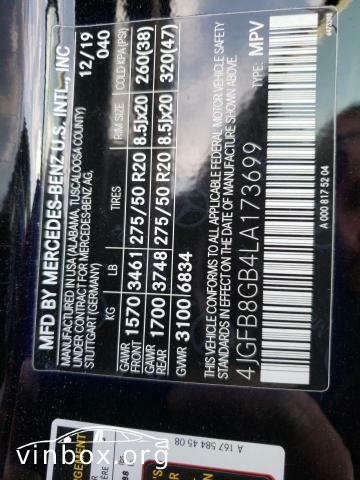 MFD BY MERCEDES-BENZ U.S. INTL., INC
MANUFACTURED IN USA (ALABAMA, TUSCALOOSA COUNTY)
UNDER CONTRACT FOR MERCEDES-BENZ AG,
STUTTGART (GERMANY)
12/19
040
KG LB TIRES RIM SIZE COLD KPA (PSI)
GAWR FRONT 1570 3461 275/50 R20 8.5Jx20 260(38)
GAWR REAR 1700 3748 275/50 R20 8.5Jx20 320(47)
GVWR 3100 6834
THIS VEHICLE CONFORMS TO ALL APPLICABLE FEDERAL MOTOR VEHICLE SAFETY
STANDARDS IN EFFECT ON THE DATE OF MANUFACTURE SHOWN ABOVE.
4JGFB8GB4LA173699 TYPE: MPV
A 000 817 52 04
A 167 584 45 08
vinbox.org